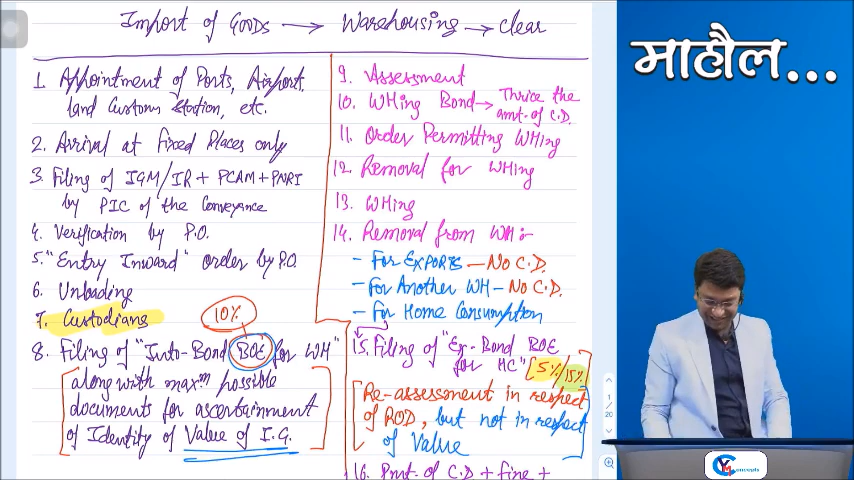 Import of Goods → Warehousing → clear
1. Appointment of Ports, Airport,
land Custom Station, etc.
2. Arrival at Fixed Places only
3. Filing of IGM/IR + PCAM + PNRI
by PIC of the Conveyance
4. Verification by P.O.
5. "Entry Inward" order by P.O.
6. Unloading
7. Custodians
10%
8. Filing of "Into-Bond BOE for WH"
along with max^m possible
documents for ascertainment
of Identity of Value of I.G.
9. Assessment
10. WHing Bond → Thrice the
amt. of C.D.
11. Order Permitting WHing
12. Removal for WHing
13. WHing
14. Removal from WH :-
- For Exports - No C.D.
- For Another WH - No C.D.
- For Home Consumption
15. Filing of "Ex-Bond BOE
for HC" [5%/15%]
Re-assessment in respect
of ROD, but not in respect
of Value
16. Pmt. of C.D + fine +
माहौल...
1
20
concepts